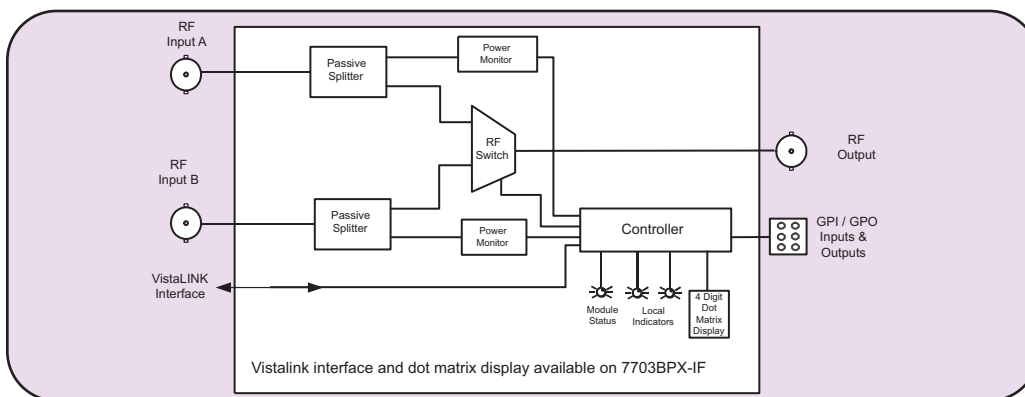 RF
Input A
Passive
Splitter
Power
Monitor
RF
Switch
RF
Output
RF
Input B
Passive
Splitter
Power
Monitor
Controller
GPI / GPO
Inputs &
Outputs
VistaLINK
Interface
Module
Status
Local
Indicators
4 Digit
Dot
Matrix
Display
Vistalink interface and dot matrix display available on 7703BPX-IF